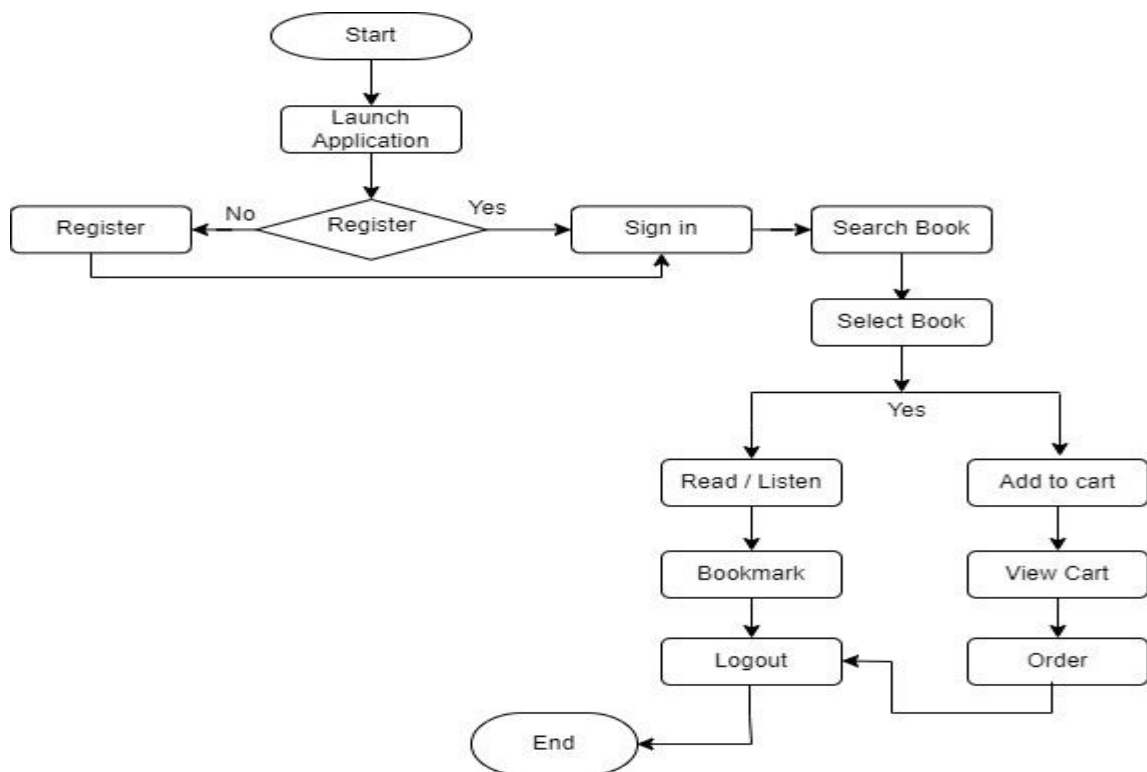 Start
Launch
Application
No
Yes
Register
Register
Sign in
Search Book
Select Book
Yes
Read / Listen
Add to cart
Bookmark
View Cart
Logout
Order
End